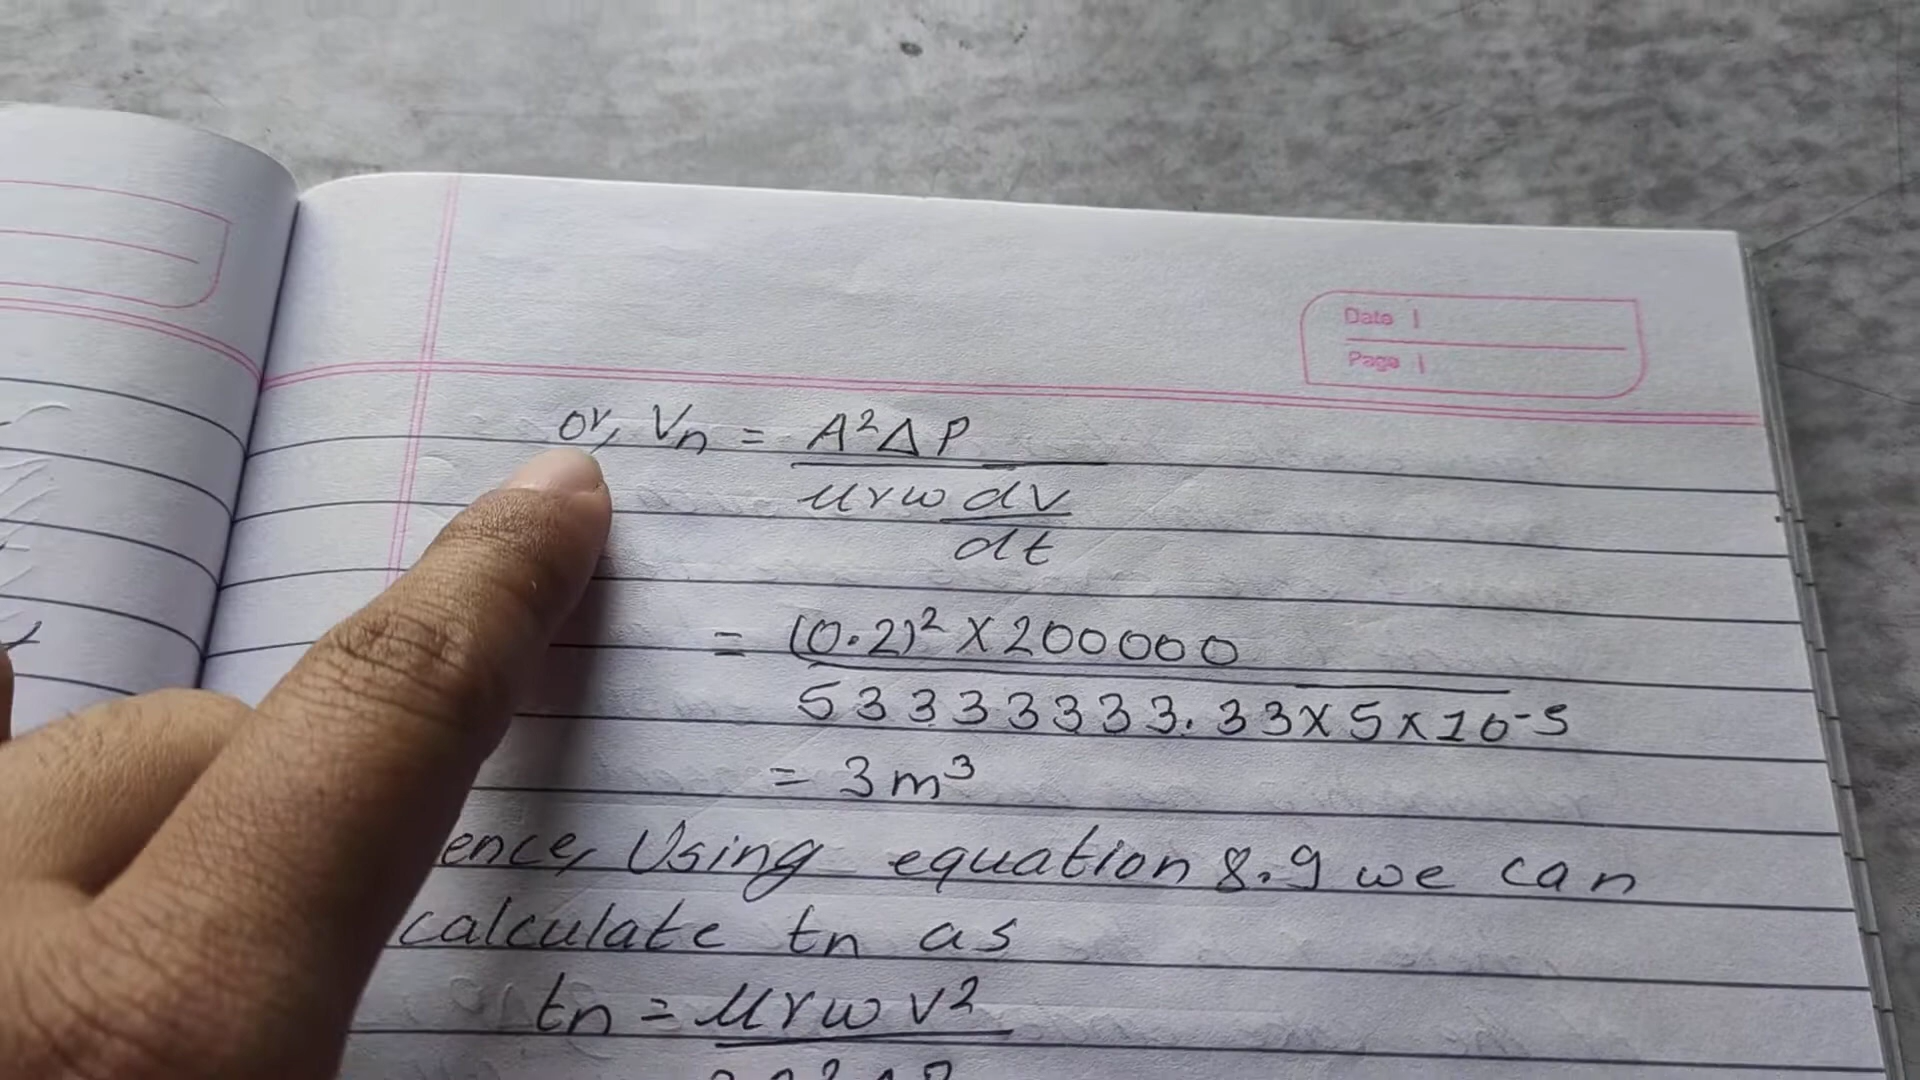 Date
Page
or, Vn = A²ΔP
μrw dv
dt
= (0.2)² × 200000
53333333.33×5×10-5
= 3m³
ence, Using equation 8.9 we can
calculate tn as
tn = μrw v²